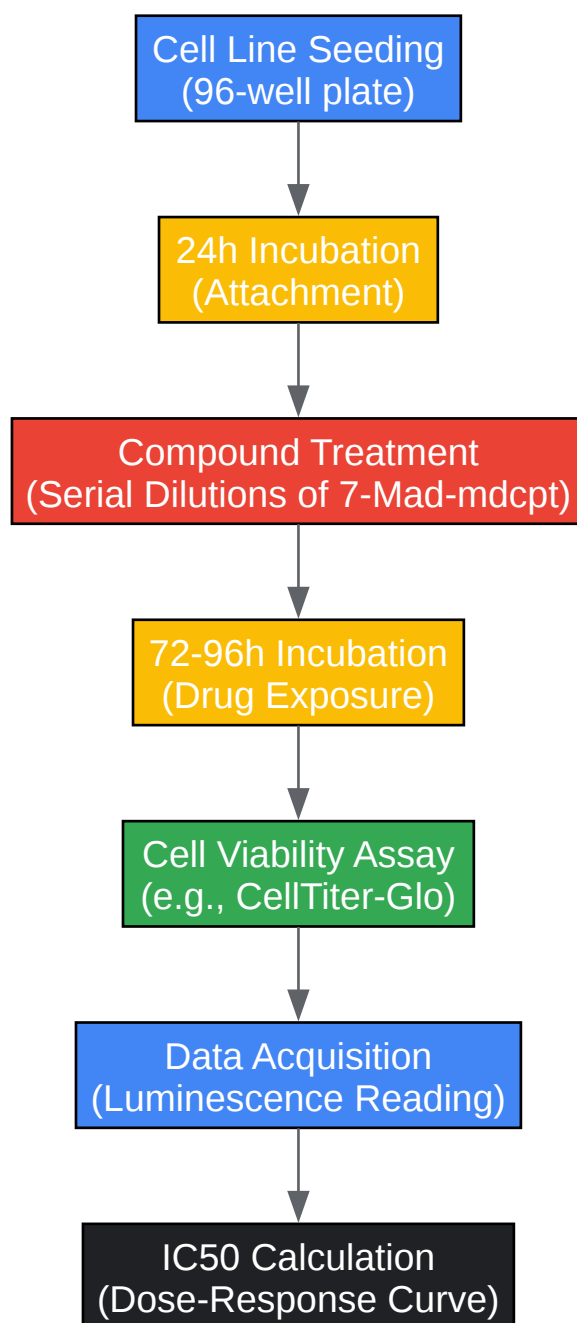 Cell Line Seeding
(96-well plate)
24h Incubation
(Attachment)
Compound Treatment
(Serial Dilutions of 7-Mad-mdcpt)
72-96h Incubation
(Drug Exposure)
Cell Viability Assay
(e.g., CellTiter-Glo)
Data Acquisition
(Luminescence Reading)
IC50 Calculation
(Dose-Response Curve)